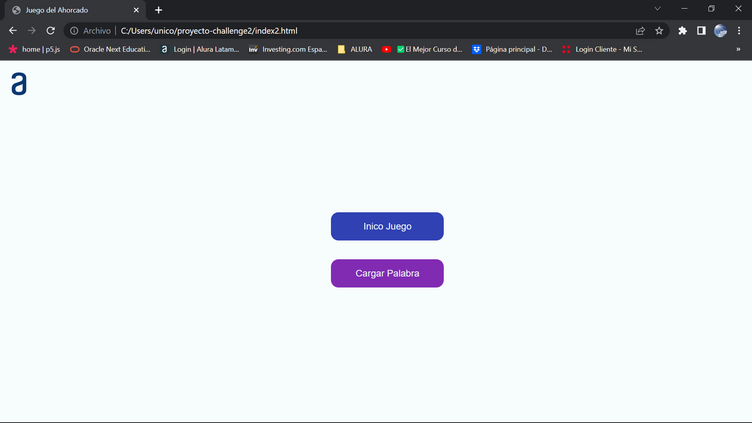 Juego del Ahorcado
Archivo | C:/Users/unico/proyecto-challenge2/index2.html
home | p5.js
Oracle Next Educati...
Login | Alura Latam...
Investing.com Espa...
ALURA
El Mejor Curso d...
Página principal - D...
Login Cliente - Mi S...
a
Inico Juego
Cargar Palabra